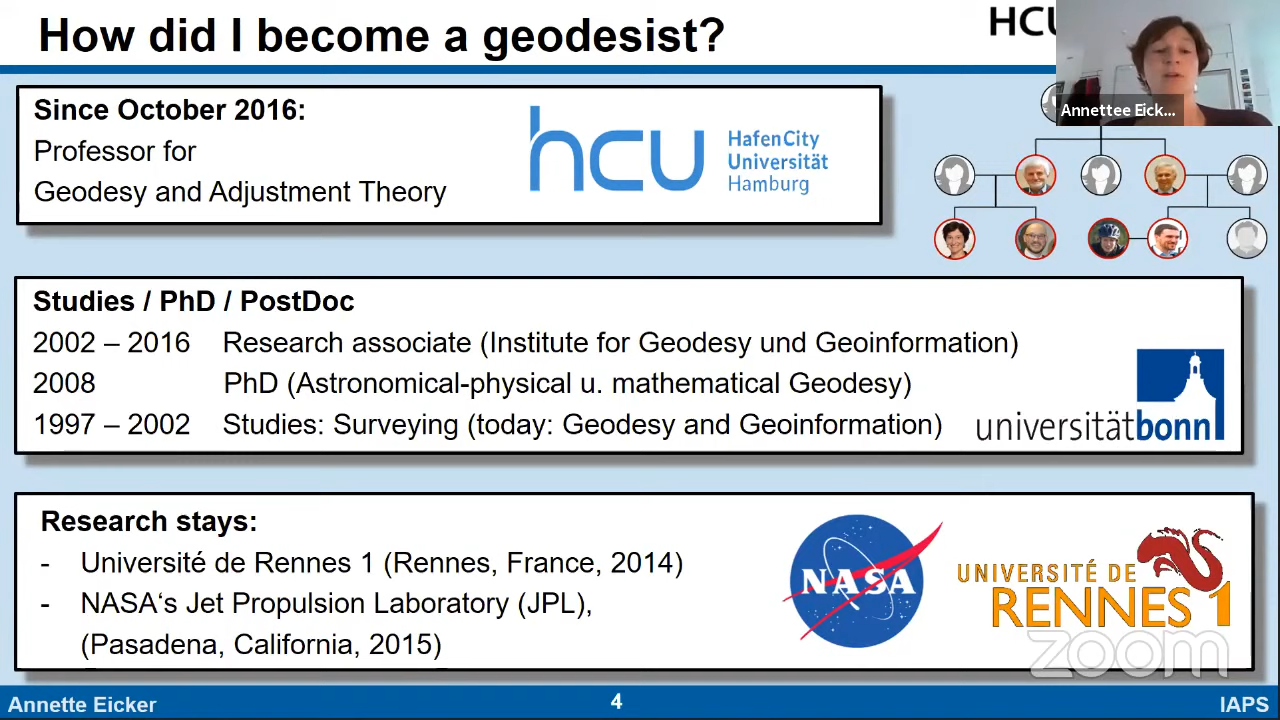 How did I become a geodesist?
HCU
Annettee Eick...
Since October 2016:
Professor for
Geodesy and Adjustment Theory
hcu
HafenCity
Universität
Hamburg
Studies / PhD / PostDoc
2002 – 2016 Research associate (Institute for Geodesy und Geoinformation)
2008 PhD (Astronomical-physical u. mathematical Geodesy)
1997 – 2002 Studies: Surveying (today: Geodesy and Geoinformation)
universitätbonn
Research stays:
- Université de Rennes 1 (Rennes, France, 2014)
- NASA‘s Jet Propulsion Laboratory (JPL),
(Pasadena, California, 2015)
NASA
UNIVERSITÉ DE
RENNES 1
zoom
Annette Eicker
4
IAPS